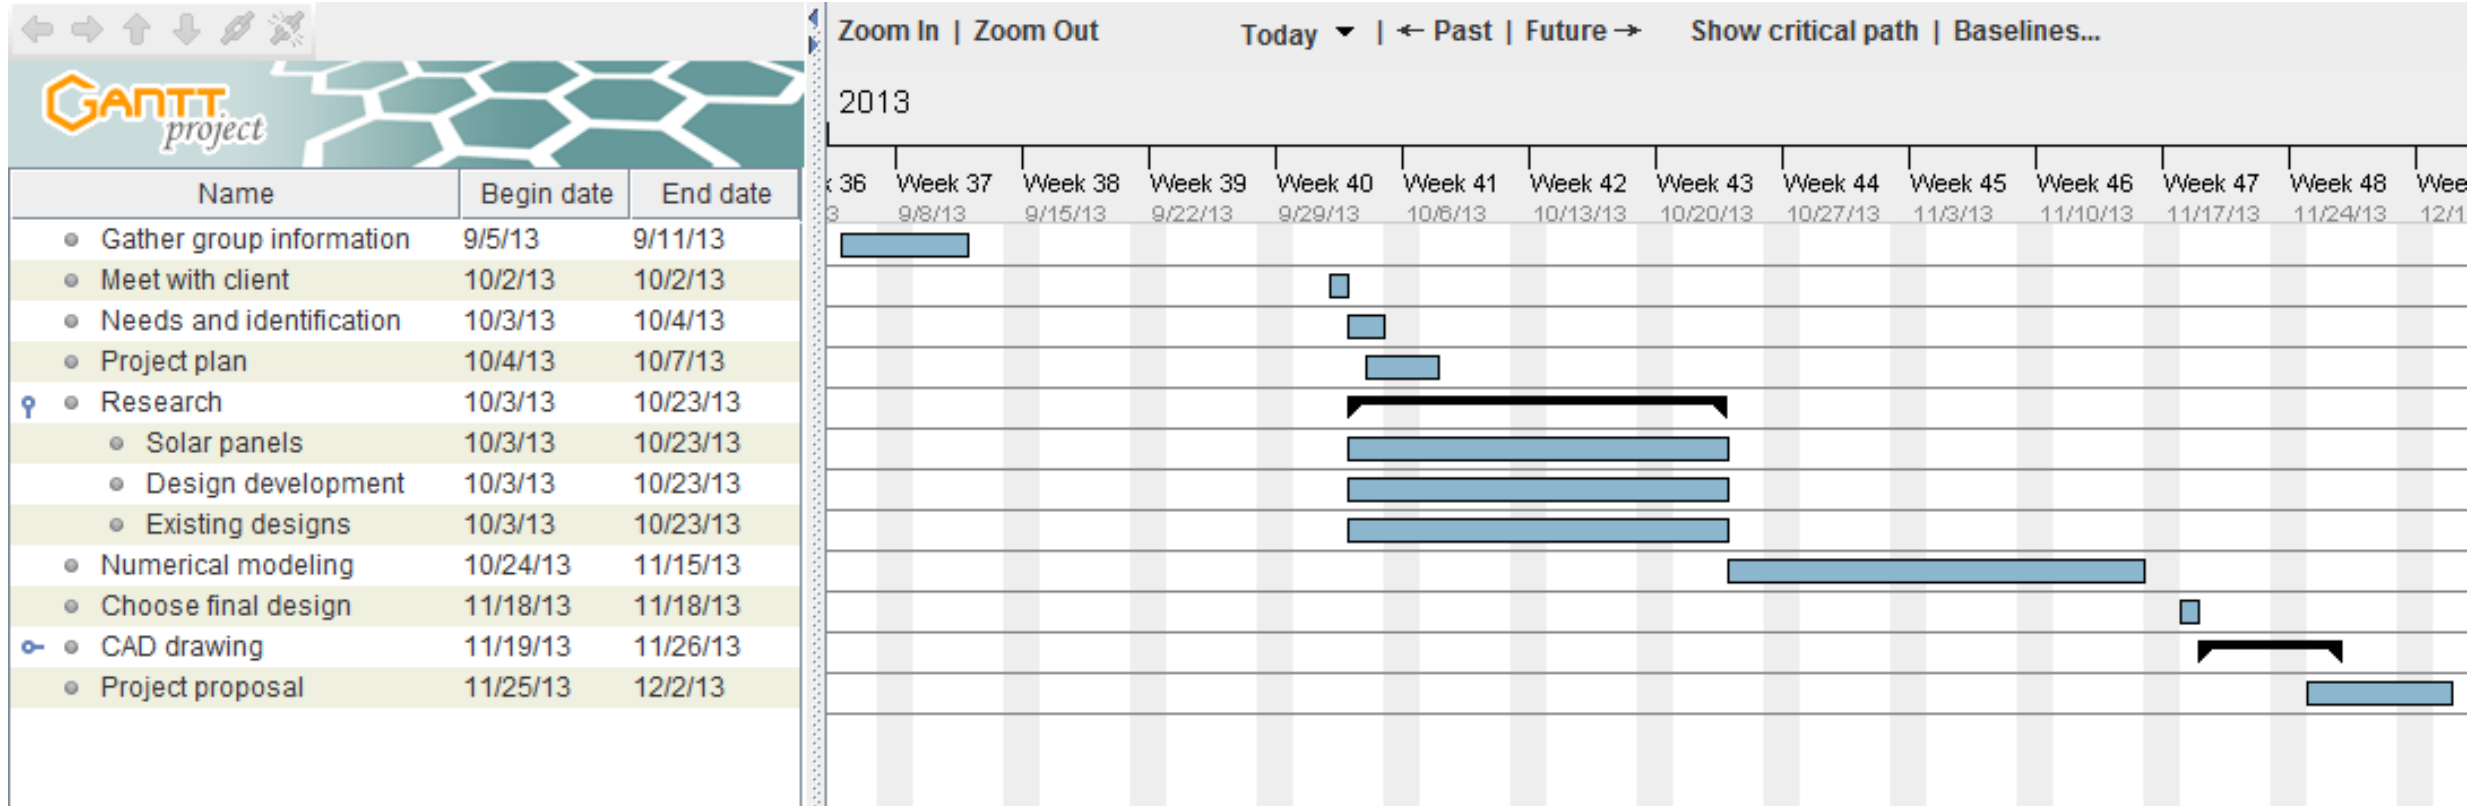 Zoom In | Zoom Out Today | ← Past | Future → Show critical path | Baselines...
GANTT
project
2013
Name Begin date End date
36 Week 37 Week 38 Week 39 Week 40 Week 41 Week 42 Week 43 Week 44 Week 45 Week 46 Week 47 Week 48 Wee
3 9/8/13 9/15/13 9/22/13 9/29/13 10/6/13 10/13/13 10/20/13 10/27/13 11/3/13 11/10/13 11/17/13 11/24/13 12/1
Gather group information 9/5/13 9/11/13
Meet with client 10/2/13 10/2/13
Needs and identification 10/3/13 10/4/13
Project plan 10/4/13 10/7/13
Research 10/3/13 10/23/13
Solar panels 10/3/13 10/23/13
Design development 10/3/13 10/23/13
Existing designs 10/3/13 10/23/13
Numerical modeling 10/24/13 11/15/13
Choose final design 11/18/13 11/18/13
CAD drawing 11/19/13 11/26/13
Project proposal 11/25/13 12/2/13